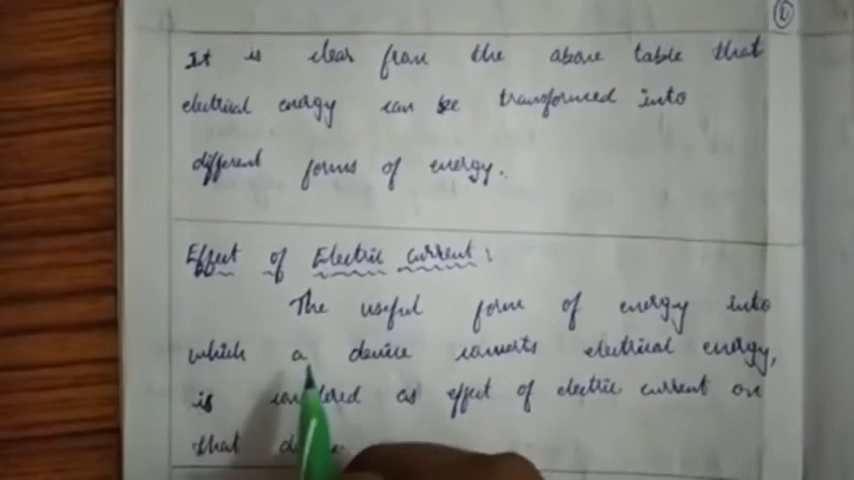 It is clear from the above table that
electrical energy can be transformed into
different forms of energy.
Effect of Electric current :
The useful form of energy into
which a device converts electrical energy,
is as effect of electric current on
that